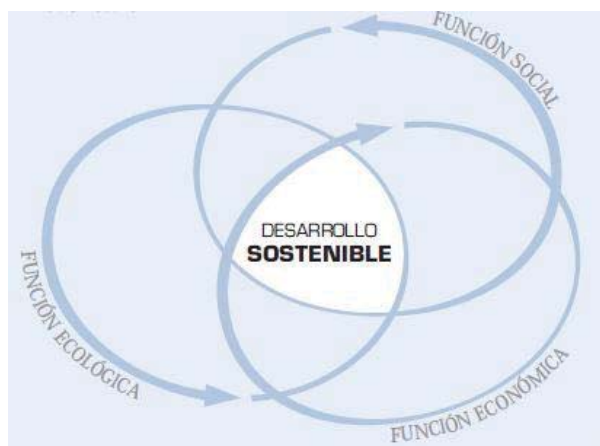 FUNCIÓN SOCIAL
DESARROLLO
SOSTENIBLE
FUNCIÓN ECOLÓGICA
FUNCIÓN ECONÓMICA